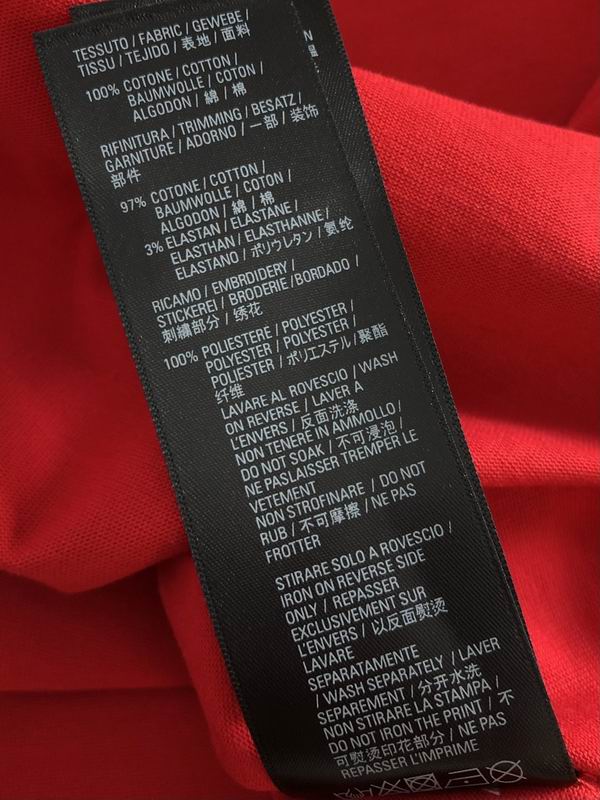 TESSUTO / FABRIC / GEWEBE /
TISSU / TEJIDO / 表地 / 面料
100% COTONE / COTTON /
BAUMWOLLE / COTON /
ALGODON / 綿 / 棉
RIFINITURA / TRIMMING / BESATZ /
GARNITURE / ADORNO / 一部 / 装饰
部件
97% COTONE / COTTON /
BAUMWOLLE / COTON /
ALGODON / 綿 / 棉
3% ELASTAN / ELASTANE /
ELASTHAN / ELASTHANNE /
ELASTANO / ポリウレタン / 氨纶
RICAMO / EMBRDIDERY /
STICKEREI / BRODERIE/BORDADO /
刺繍部分 / 绣花
100% POLIESTERE / POLYESTER /
POLYESTER / POLYESTER /
POLIESTER / ポリエステル / 聚酯
纤维
LAVARE AL ROVESCIO / WASH
ON REVERSE / LAVER A
L'ENVERS / 反面洗涤
NON TENERE IN AMMOLLO /
DO NOT SOAK / 不可浸泡 /
NE PASLAISSER TREMPER LE
VETEMENT
NON STROFINARE / DO NOT
RUB / 不可摩擦 / NE PAS
FROTTER
STIRARE SOLO A ROVESCIO /
IRON ON REVERSE SIDE
ONLY / REPASSER
EXCLUSIVEMENT SUR
L'ENVERS / 以反面熨烫
LAVARE
SEPARATAMENTE
/ WASH SEPARATELY / LAVER
SEPAREMENT / 分开水洗
NON STIRARE LA STAMPA /
DO NOT IRON THE PRINT / 不
可熨烫印花部分 / NE PAS
REPASSER L'IMPRIME